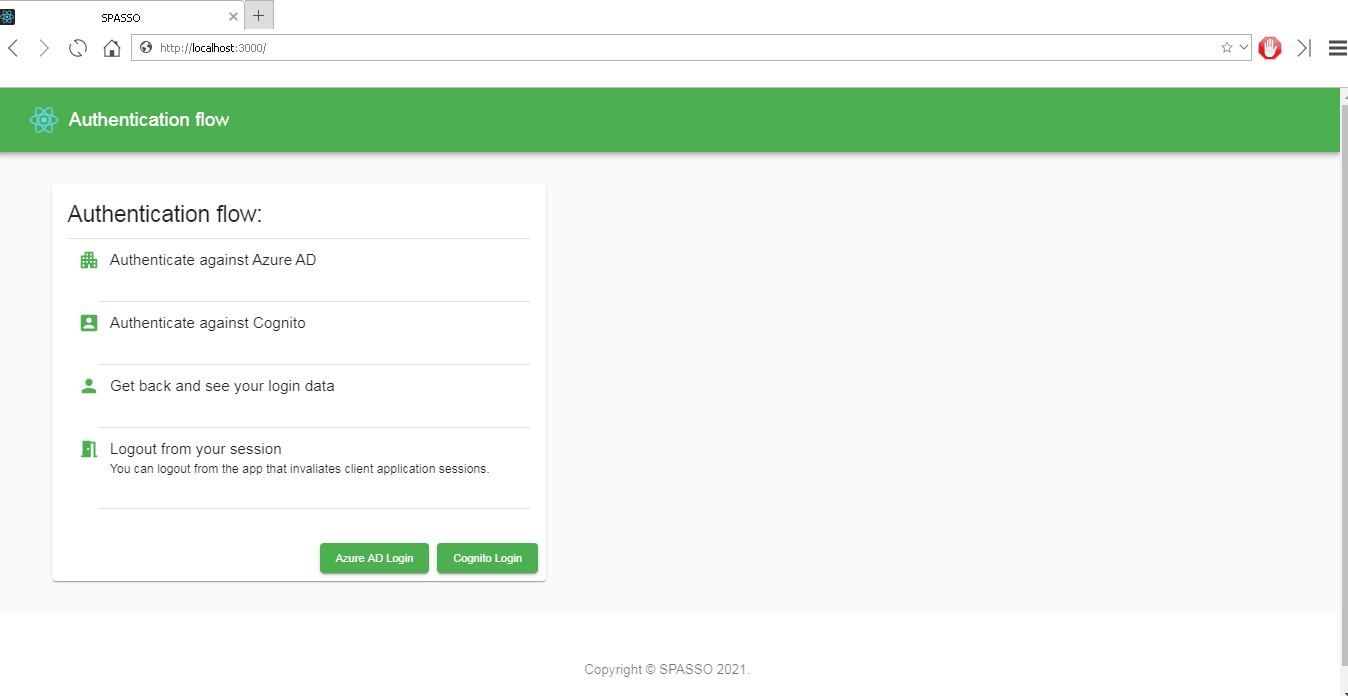 SPASSO
http://localhost:3000/
Authentication flow
Authentication flow:
Authenticate against Azure AD
Authenticate against Cognito
Get back and see your login data
Logout from your session
You can logout from the app that invaliates client application sessions.
Azure AD Login
Cognito Login
Copyright © SPASSO 2021.